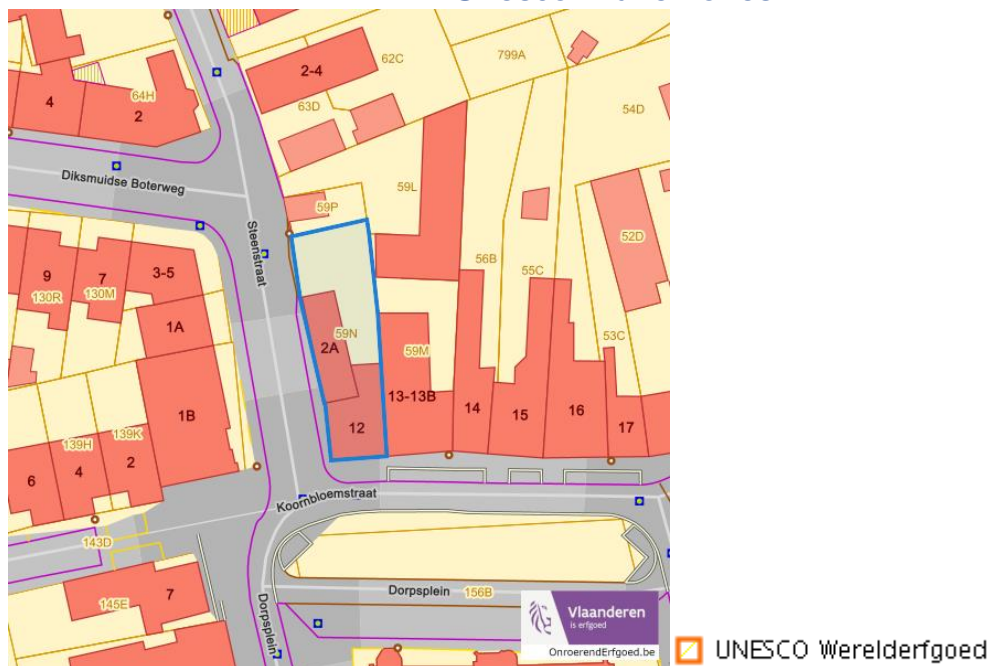 62C
799A
2-4
63D
54D
4
64H
2
Diksmuidse Boterweg
59L
59P
Steenstraat
52D
56B
55C
9
7
3-5
130R
130M
1A
59N
2A
59M
53C
13-13B
1B
12
14
15
16
17
139H
139K
6
4
2
Koornbloemstraat
143D
Dorpsplein
156B
145E
7
Dorpsplein
Vlaanderen
is erfgoed
OnroerendErfgoed.be
UNESCO Werelderfgoed